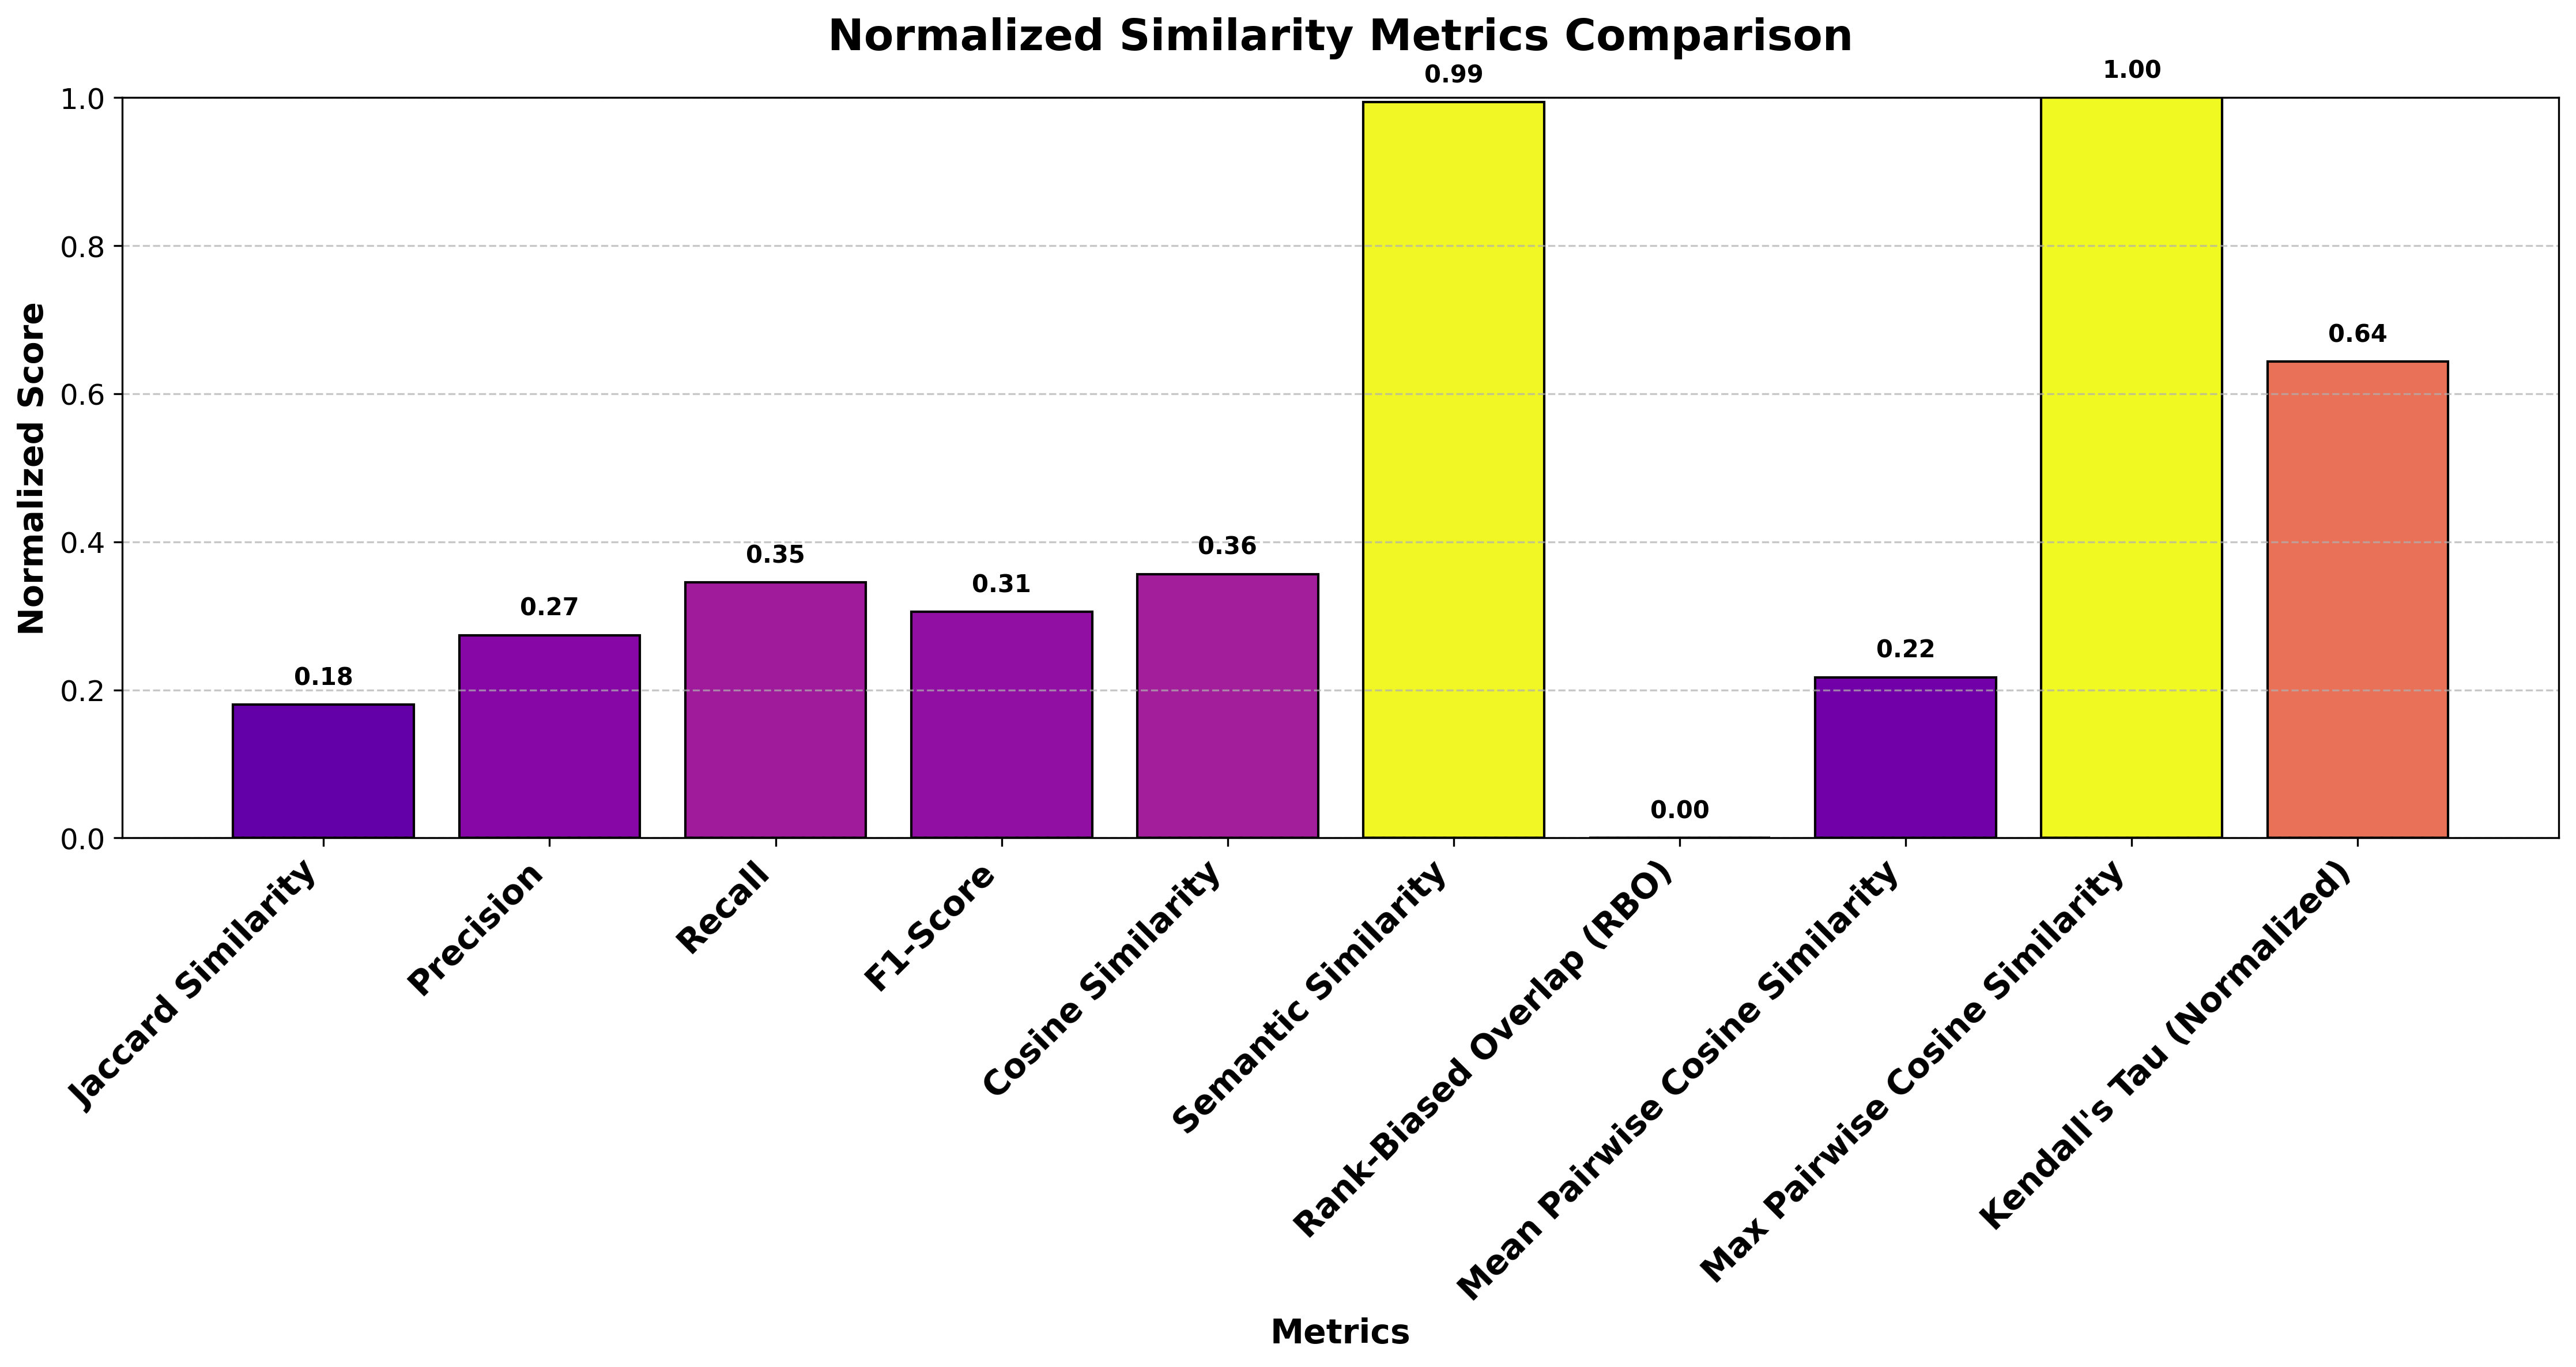 Normalized Similarity Metrics Comparison
Normalized Score
1.0
0.8
0.6
0.4
0.2
0.0
0.18
0.27
0.35
0.31
0.36
0.99
0.00
0.22
1.00
0.64
Jaccard Similarity
Precision
Recall
F1-Score
Cosine Similarity
Semantic Similarity
Rank-Biased Overlap (RBO)
Mean Pairwise Cosine Similarity
Max Pairwise Cosine Similarity
Kendall's Tau (Normalized)
Metrics